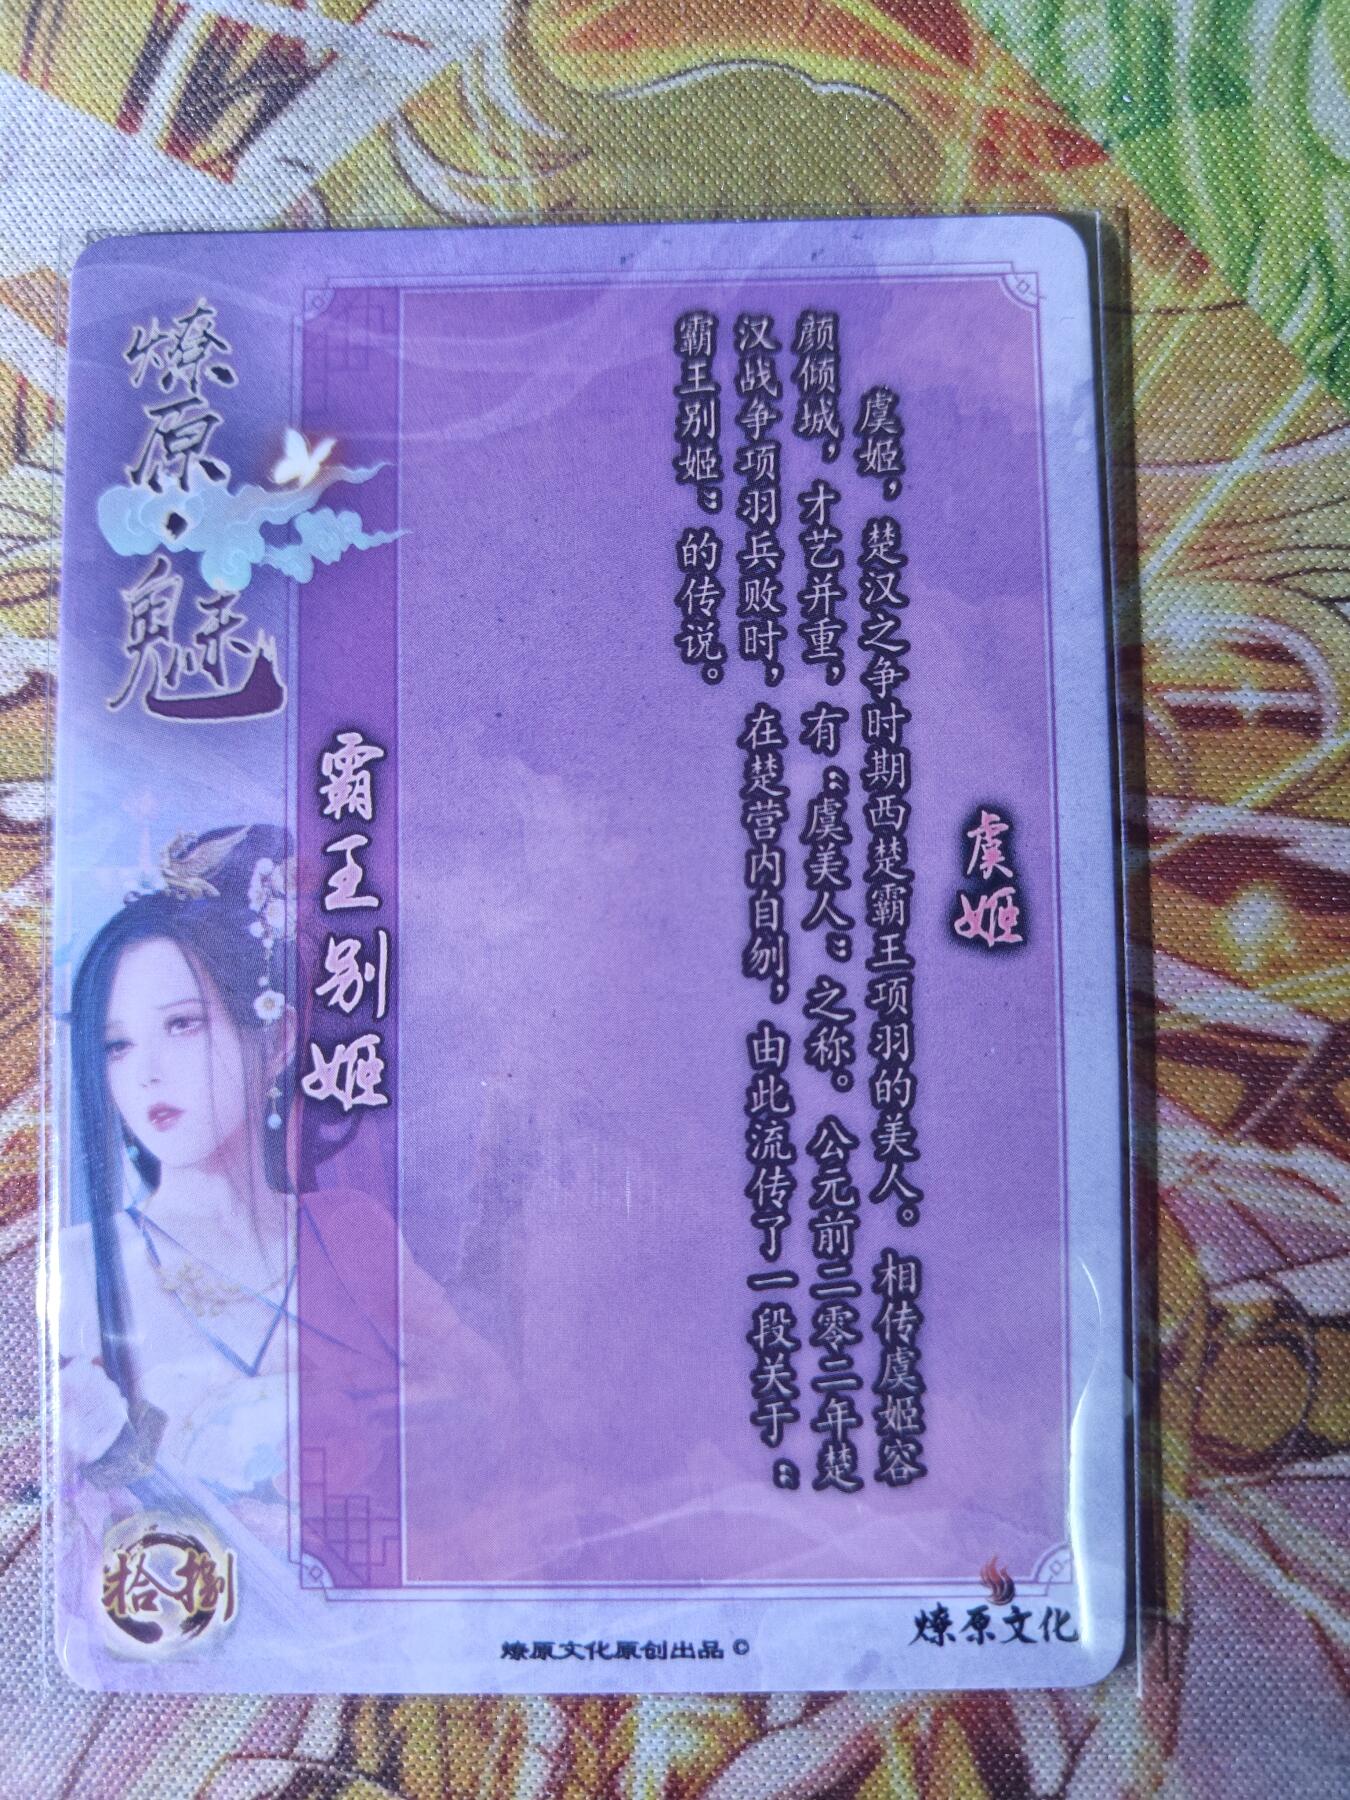 虞姬
虞姬，楚汉之争时期西楚霸王项羽的美人。相传虞姬容
颜倾城，才艺并重，有“虞美人”之称。公元前二零二年楚
汉战争项羽兵败时，在楚营内自刎，由此流传了一段关于“
霸王别姬”的传说。
霸王别姬
燎原·魅
拾捌
燎原文化原创出品 ©
燎原文化